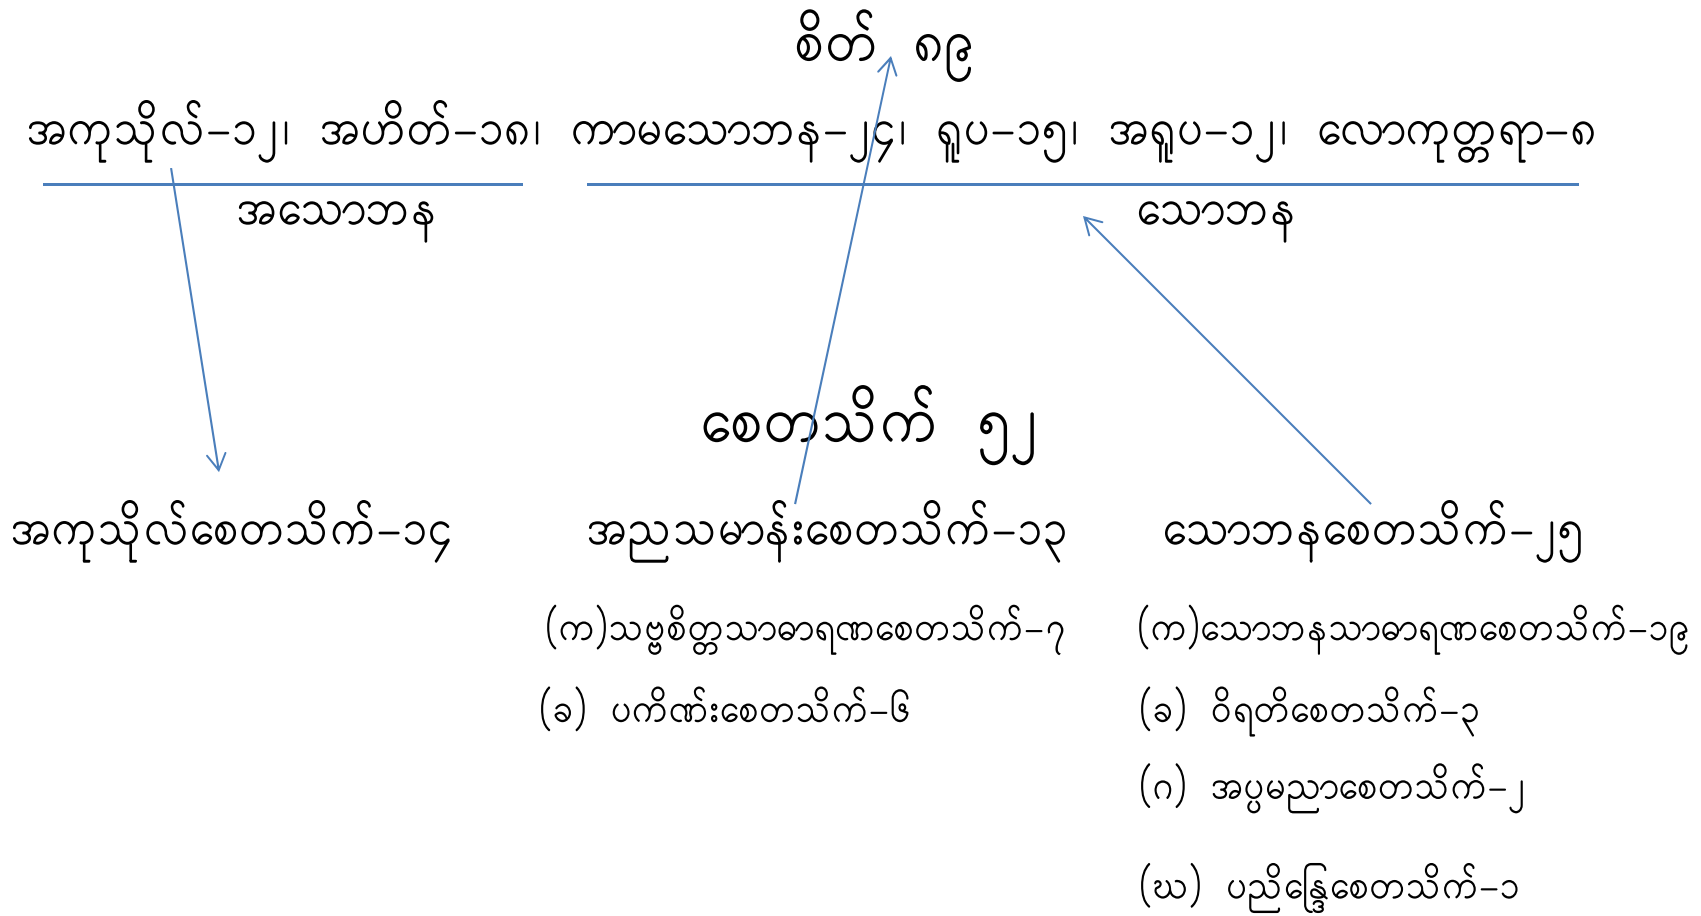 စိတ် ၈၉
အကုသိုလ်-၁၂၊ အဟိတ်-၁၈၊ ကာမသောဘန-၂၄၊ ရူပ-၁၅၊ အရူပ-၁၂၊ လောကုတ္တရာ-၈
အသောဘန သောဘန
စေတသိက် ၅၂
အကုသိုလ်စေတသိက်-၁၄ အညသမာန်းစေတသိက်-၁၃ သောဘနစေတသိက်-၂၅
(က)သဗ္ဗစိတ္တသာဓာရဏစေတသိက်-၇ (က)သောဘနသာဓာရဏစေတသိက်-၁၉
(ခ) ပကိဏ်းစေတသိက်-၆ (ခ) ဝိရတိစေတသိက်-၃
(ဂ) အပ္ပမညာစေတသိက်-၂
(ဃ) ပညိန္ဒြေစေတသိက်-၁